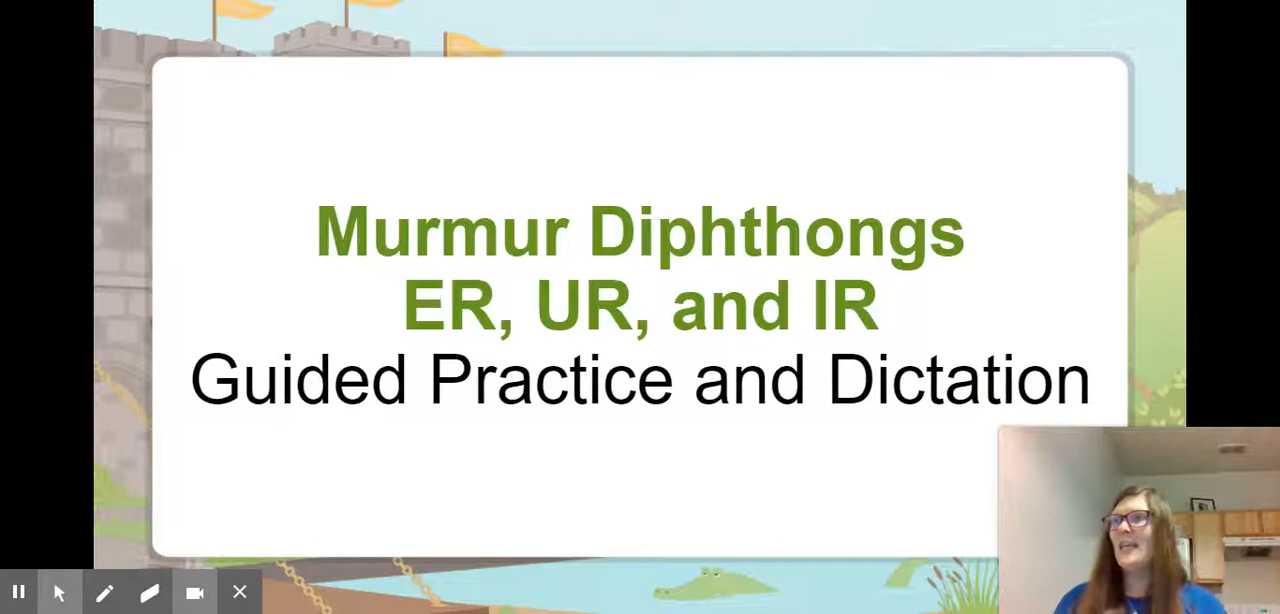 Murmur Diphthongs
ER, UR, and IR
Guided Practice and Dictation